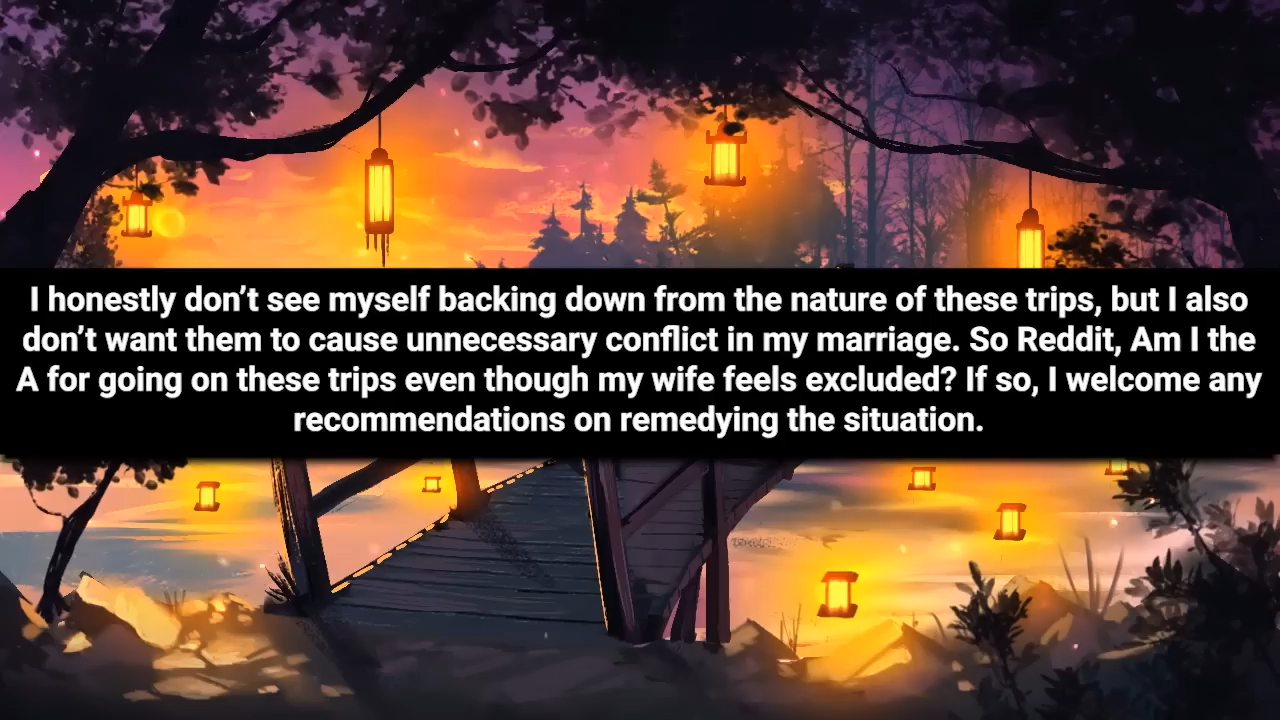 I honestly don’t see myself backing down from the nature of these trips, but I also
don’t want them to cause unnecessary conflict in my marriage. So Reddit, Am I the
A for going on these trips even though my wife feels excluded? If so, I welcome any
recommendations on remedying the situation.